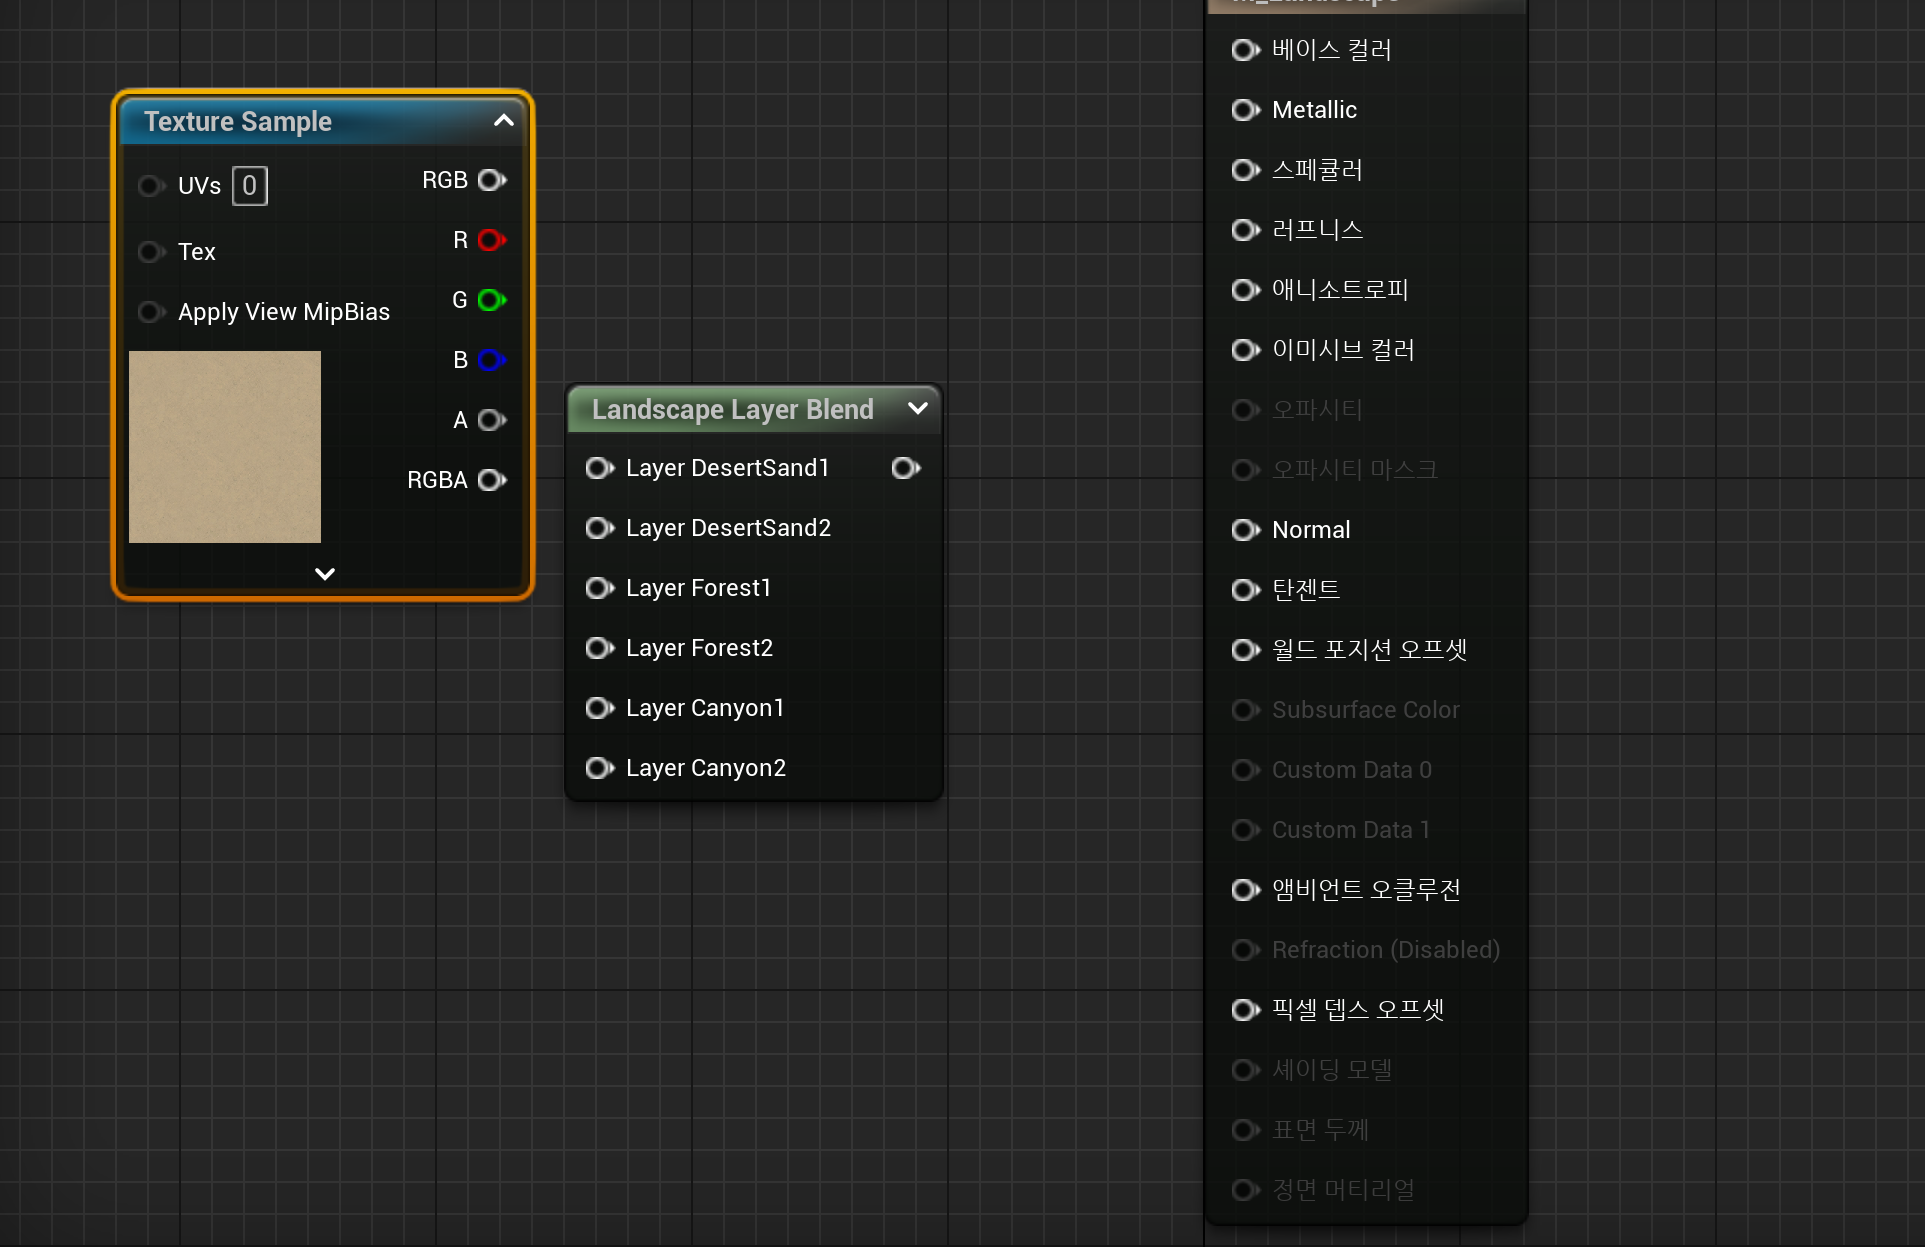 Texture Sample
UVs 0
Tex
Apply View MipBias
RGB
R
G
B
A
RGBA
Landscape Layer Blend
Layer DesertSand1
Layer DesertSand2
Layer Forest1
Layer Forest2
Layer Canyon1
Layer Canyon2
M_Landscape
베이스 컬러
Metallic
스페큘러
러프니스
애니소트로피
이미시브 컬러
오파시티
오파시티 마스크
Normal
탄젠트
월드 포지션 오프셋
Subsurface Color
Custom Data 0
Custom Data 1
앰비언트 오클루전
Refraction (Disabled)
픽셀 뎁스 오프셋
셰이딩 모델
표면 두께
정면 머티리얼